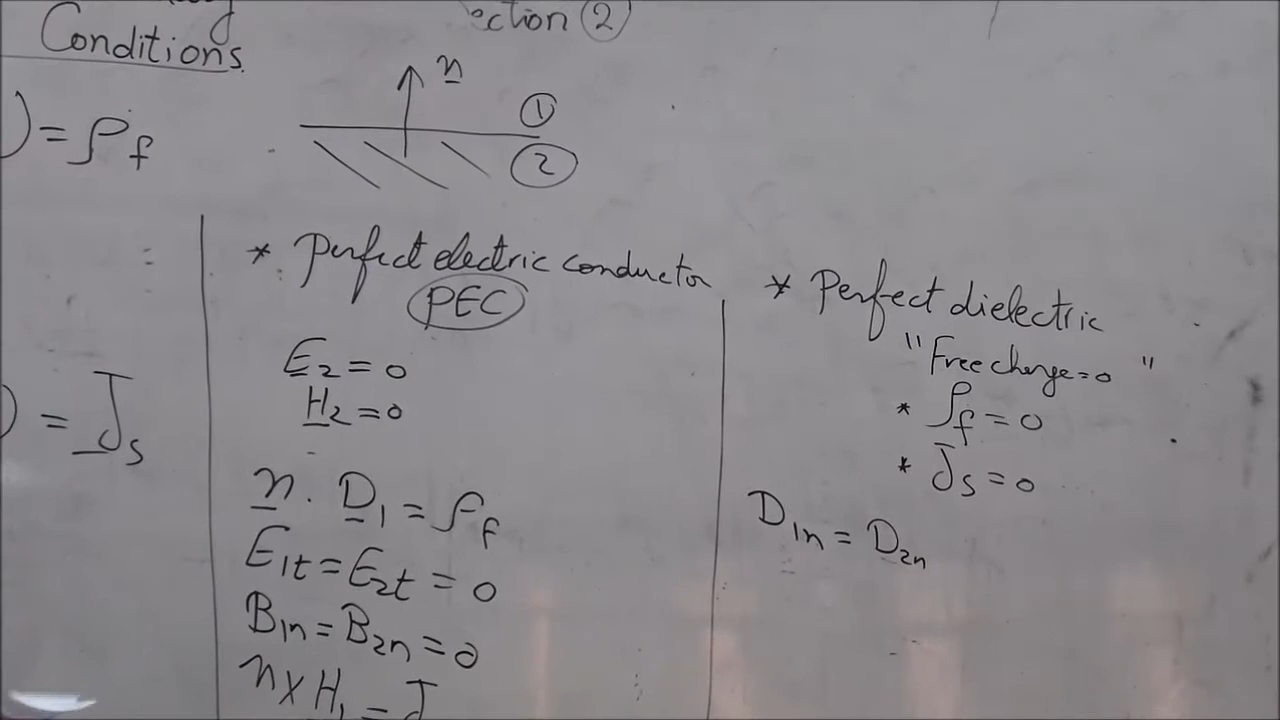 Conditions
② 
) = ρf
n
①
②
) = Js
* Perfect electric conductor
PEC
E2 = 0
H2 = 0
n . D1 = ρf
E1t = E2t = 0
B1n = B2n = 0
n x H1 = J
* Perfect dielectric
"Free charge = 0"
* ρf = 0
* Js = 0
D1n = D2n